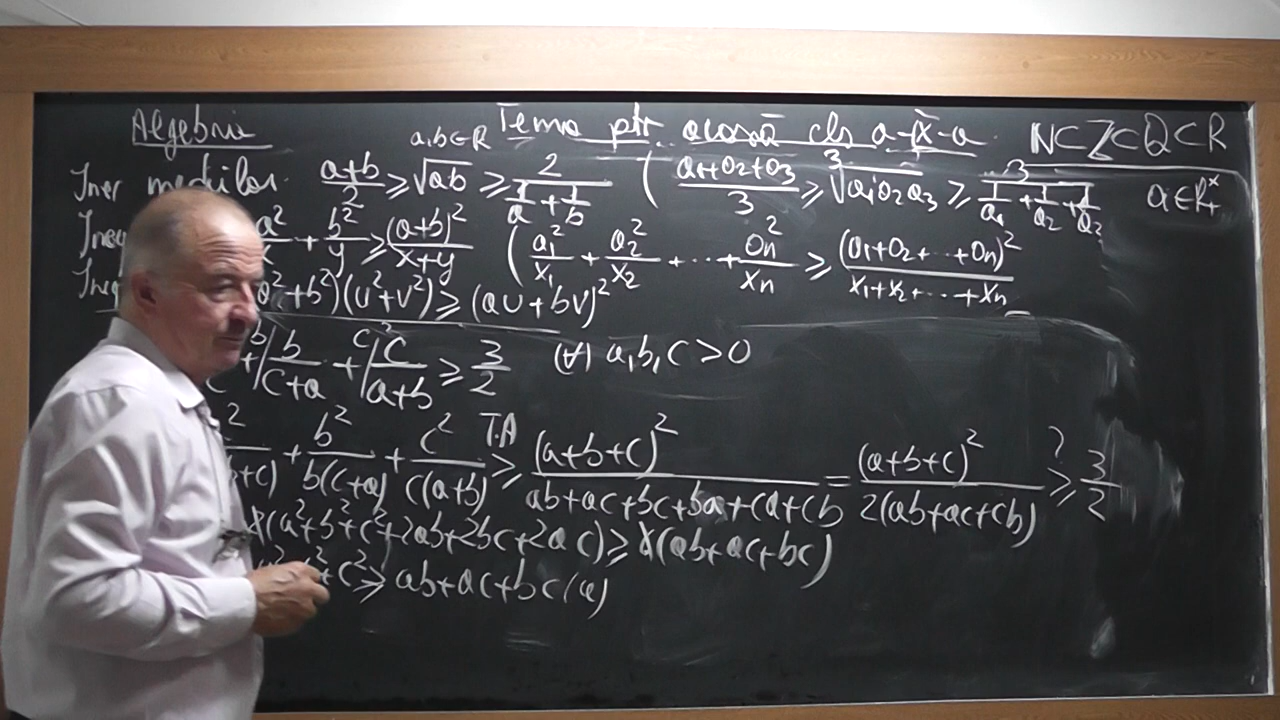 Algebra a,b∈R Tema ptr acasă cls a-IX-a N⊂Z⊂Q⊂R
Ineg mediilor (a+b)/2 ≥ √(ab) ≥ 2/(1/a + 1/b) ( (a₁+a₂+a₃)/3 ≥ ∛(a₁a₂a₃) ≥ 3/(1/a₁ + 1/a₂ + 1/a₃) a∈R₊*
a²/x + b²/y ≥ (a+b)²/(x+y) ( a₁²/x₁ + a₂²/x₂ + ... + aₙ²/xₙ ≥ (a₁+a₂+...+aₙ)²/(x₁+x₂+...+xₙ)
a²+b²)(u²+v²) ≥ (au+bv)²
+ b/ b/(c+a) + c/ c/(a+b) ≥ 3/2 (∀) a,b,c > 0
+ b²/(b(c+a)) + c²/(c(a+b)) ≥ T.A (a+b+c)²/(ab+ac+bc+ba+ca+cb) = (a+b+c)²/(2(ab+ac+cb)) ≥? 3/2
(a²+b²+c²+2ab+2bc+2ac) ≥ (ab+ac+bc)
+c² ≥ ab+ac+bc (a)